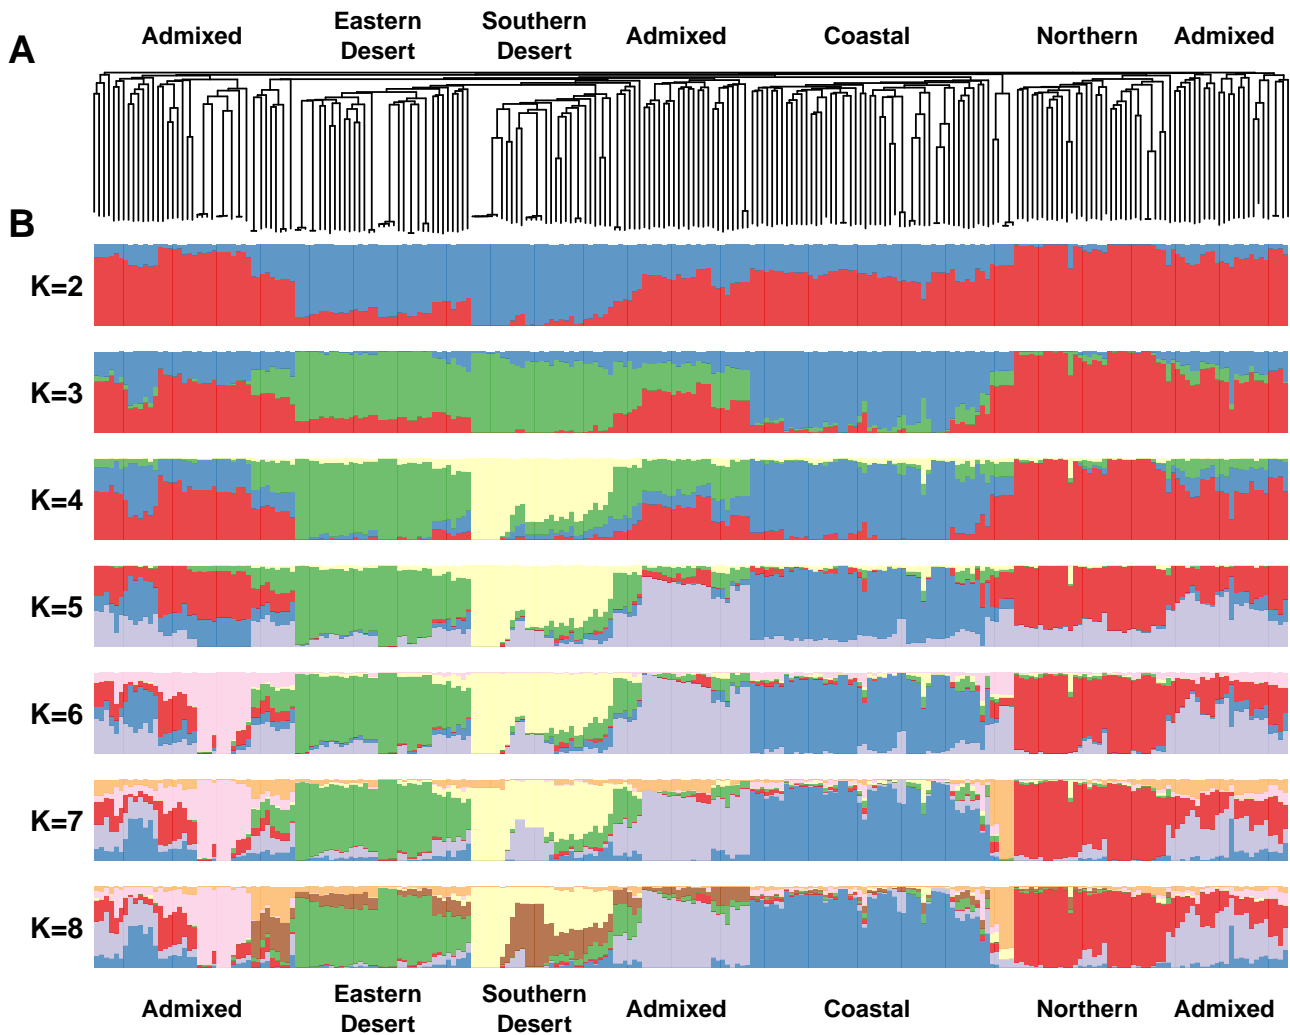 A
Admixed
Eastern
Desert
Southern
Desert
Admixed
Coastal
Northern
Admixed
B
K=2
K=3
K=4
K=5
K=6
K=7
K=8
Admixed
Eastern
Desert
Southern
Desert
Admixed
Coastal
Northern
Admixed